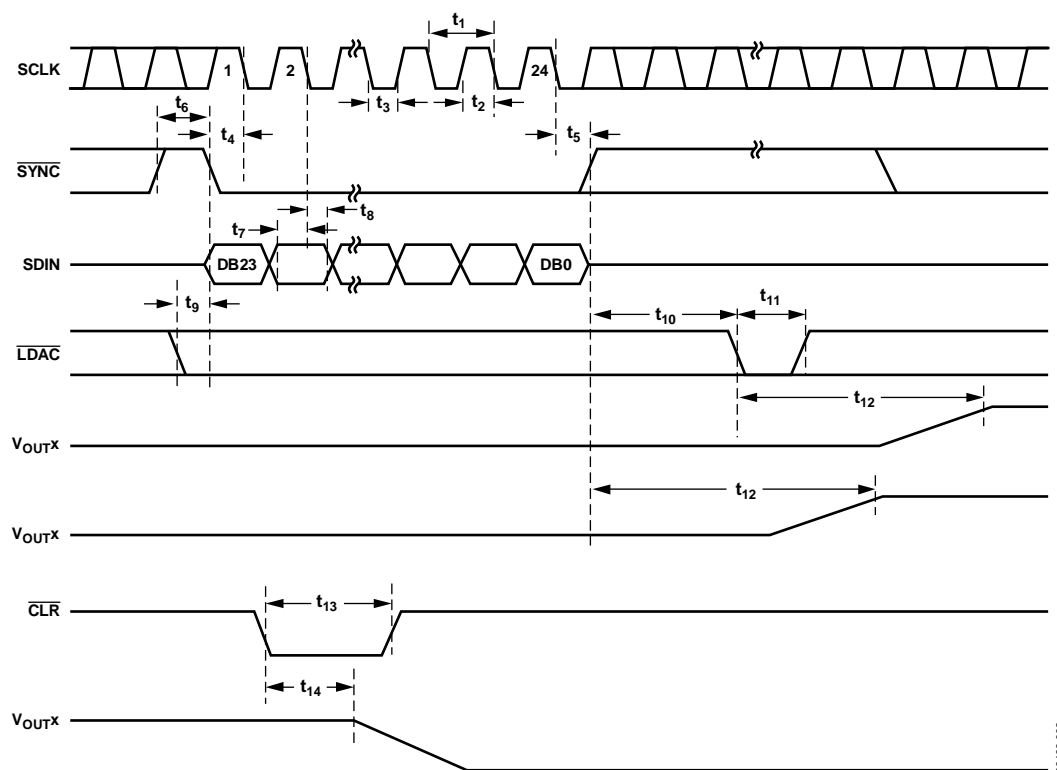 t1
SCLK
1
2
24
t3
t2
t6
t4
t5
SYNC
t8
t7
SDIN
DB23
DB0
t9
t10
t11
LDAC
t12
VOUTx
t12
VOUTx
CLR
t13
t14
VOUTx